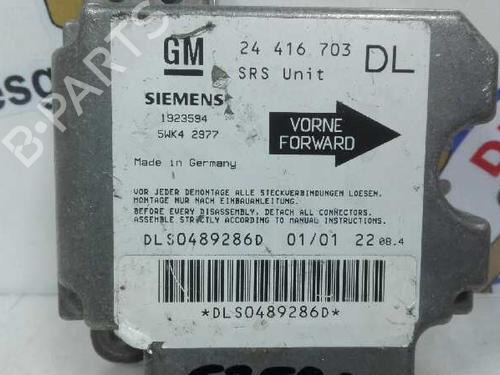 GM
24 416 703 DL
SRS Unit
SIEMENS
1923594
5WK4 2977
VORNE
FORWARD
Made in Germany
VOR JEDER DEMONTAGE ALLE STECKVERBINDUNGEN LOESEN.
MONTAGE NUR NACH EINBAUANLEITUNG.
BEFORE EVERY DISASSEMBLY, DETACH ALL CONNECTORS.
ASSEMBLE STRICTLY ACCORDING TO MANUAL INSTRUCTIONS.
DLS0489286D 01/01 22 08.4
*DLS0489286D*
B-PARTS
esg